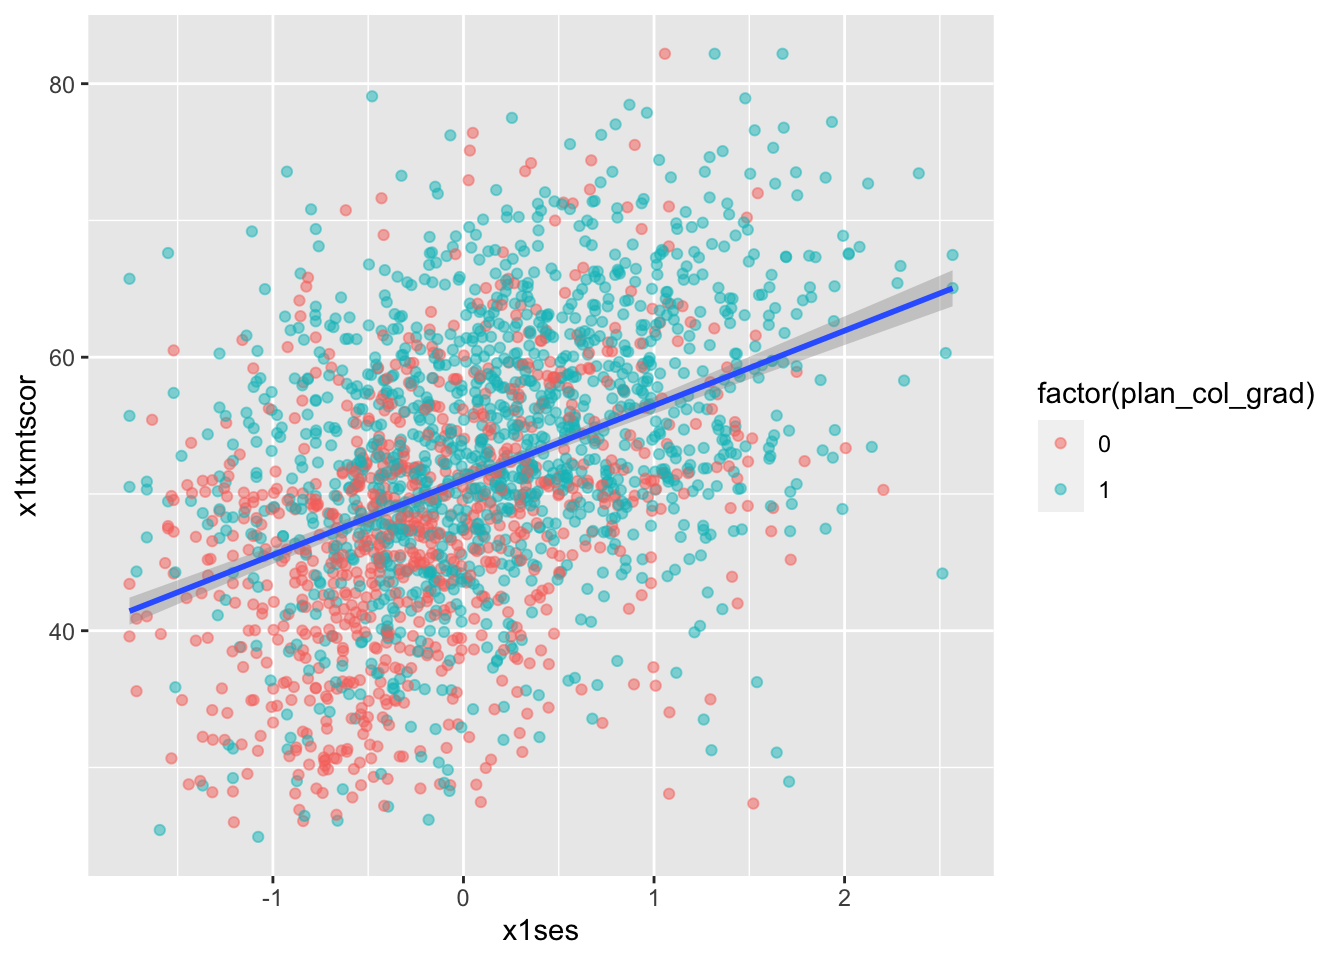 80
60
40
x1txmtscor
-1 0 1 2
x1ses
factor(plan_col_grad)
0
1